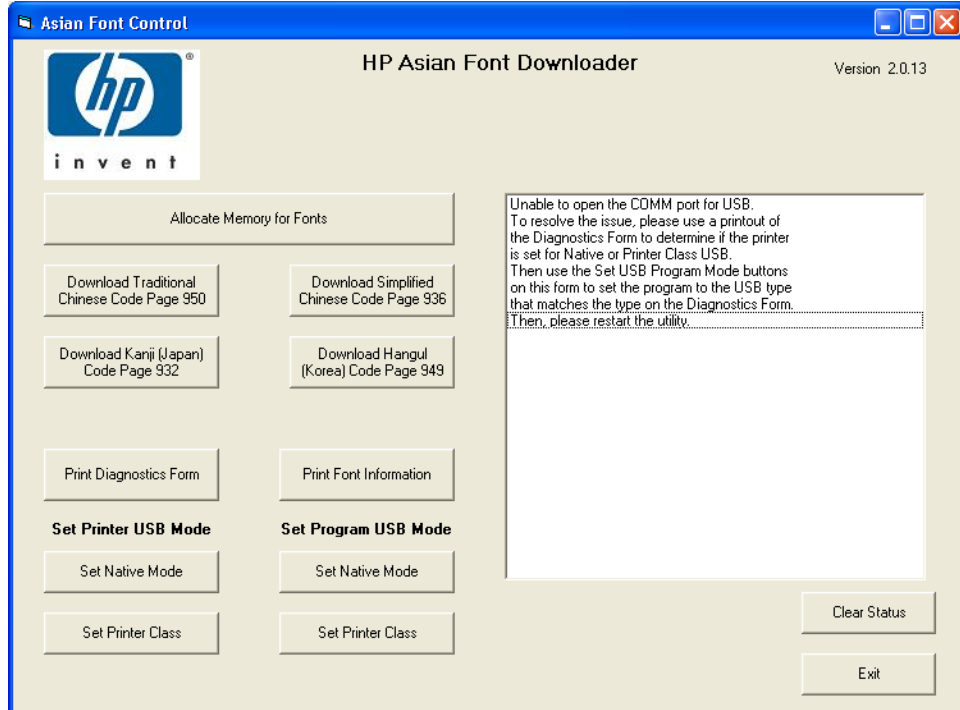 Asian Font Control
hp
®
invent
HP Asian Font Downloader
Version 2.0.13
Allocate Memory for Fonts
Download Traditional
Chinese Code Page 950
Download Simplified
Chinese Code Page 936
Download Kanji (Japan)
Code Page 932
Download Hangul
(Korea) Code Page 949
Print Diagnostics Form
Print Font Information
Set Printer USB Mode
Set Program USB Mode
Set Native Mode
Set Native Mode
Set Printer Class
Set Printer Class
Unable to open the COMM port for USB.
To resolve the issue, please use a printout of
the Diagnostics Form to determine if the printer
is set for Native or Printer Class USB.
Then use the Set USB Program Mode buttons
on this form to set the program to the USB type
that matches the type on the Diagnostics Form.
Then, please restart the utility.
Clear Status
Exit